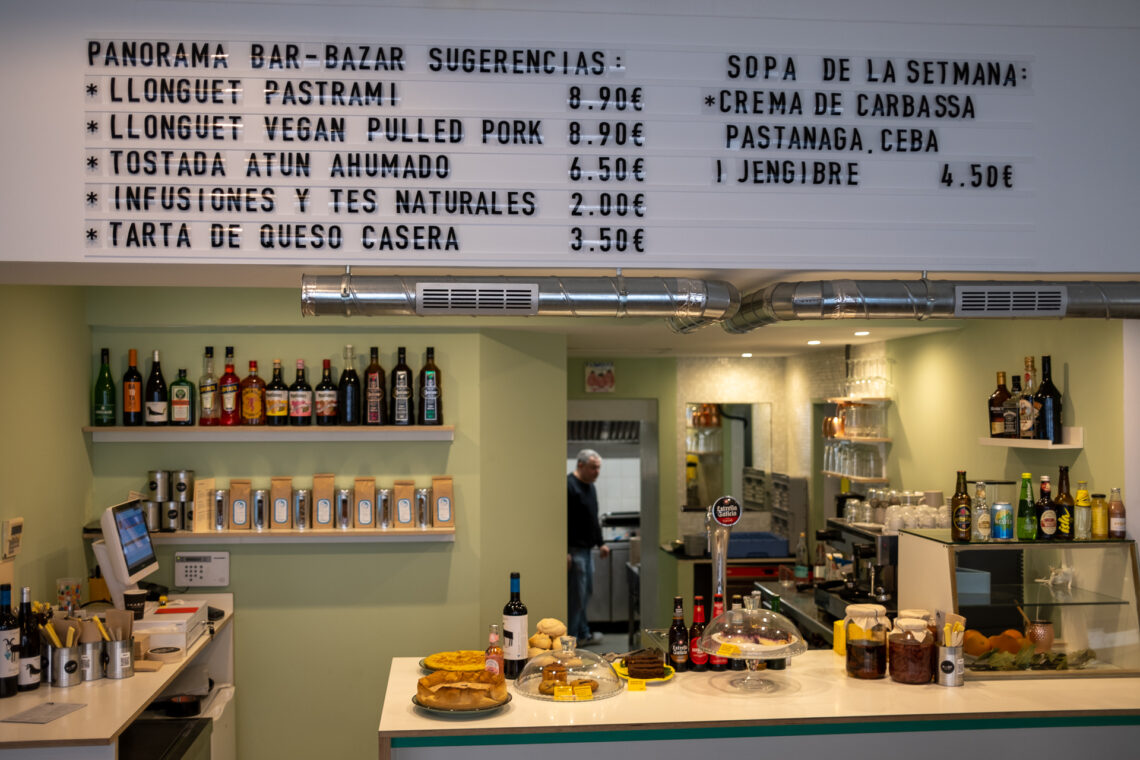 PANORAMA BAR-BAZAR SUGERENCIAS:
* LLONGUET PASTRAMI 8.90€
* LLONGUET VEGAN PULLED PORK 8.90€
* TOSTADA ATUN AHUMADO 6.50€
* INFUSIONES Y TES NATURALES 2.00€
* TARTA DE QUESO CASERA 3.50€
SOPA DE LA SETMANA:
*CREMA DE CARBASSA
PASTANAGA, CEBA
I JENGIBRE 4.50€
Estrella
Galicia